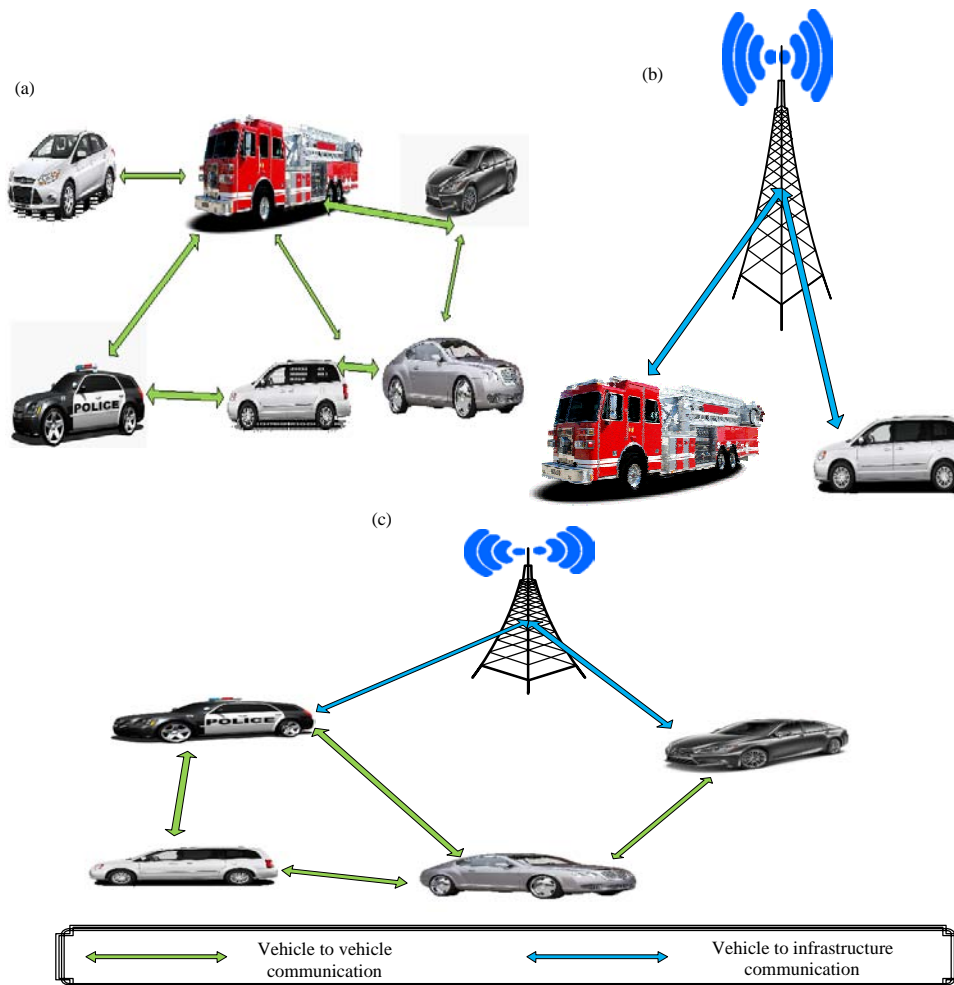 (a)
(b)
POLICE
(c)
POLICE
Vehicle to vehicle
communication
Vehicle to infrastructure
communication